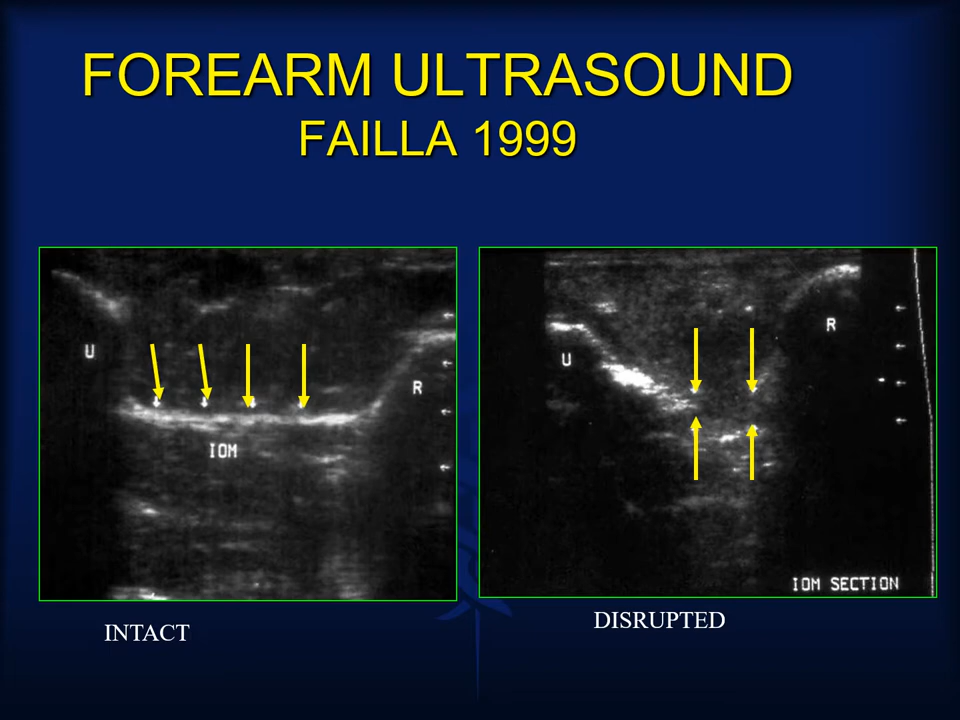 FOREARM ULTRASOUND
FAILLA 1999
U
R
IOM
U
R
IOM SECTION
INTACT
DISRUPTED